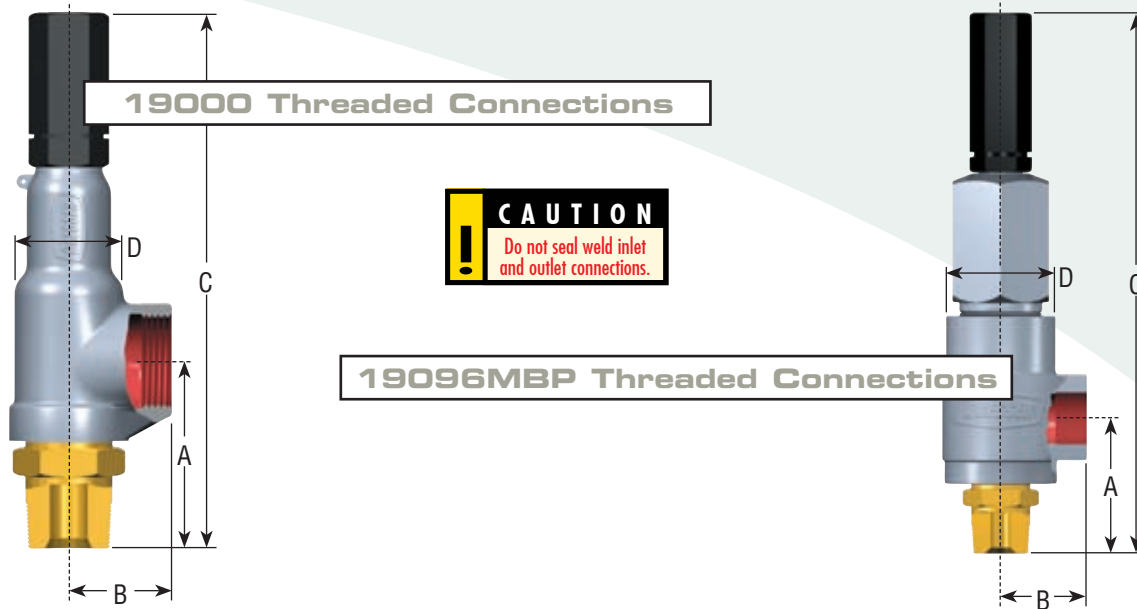 19000 Threaded Connections
CAUTION
!
Do not seal weld inlet
and outlet connections.
D
C
A
B
19096MBP Threaded Connections
D
C
A
B